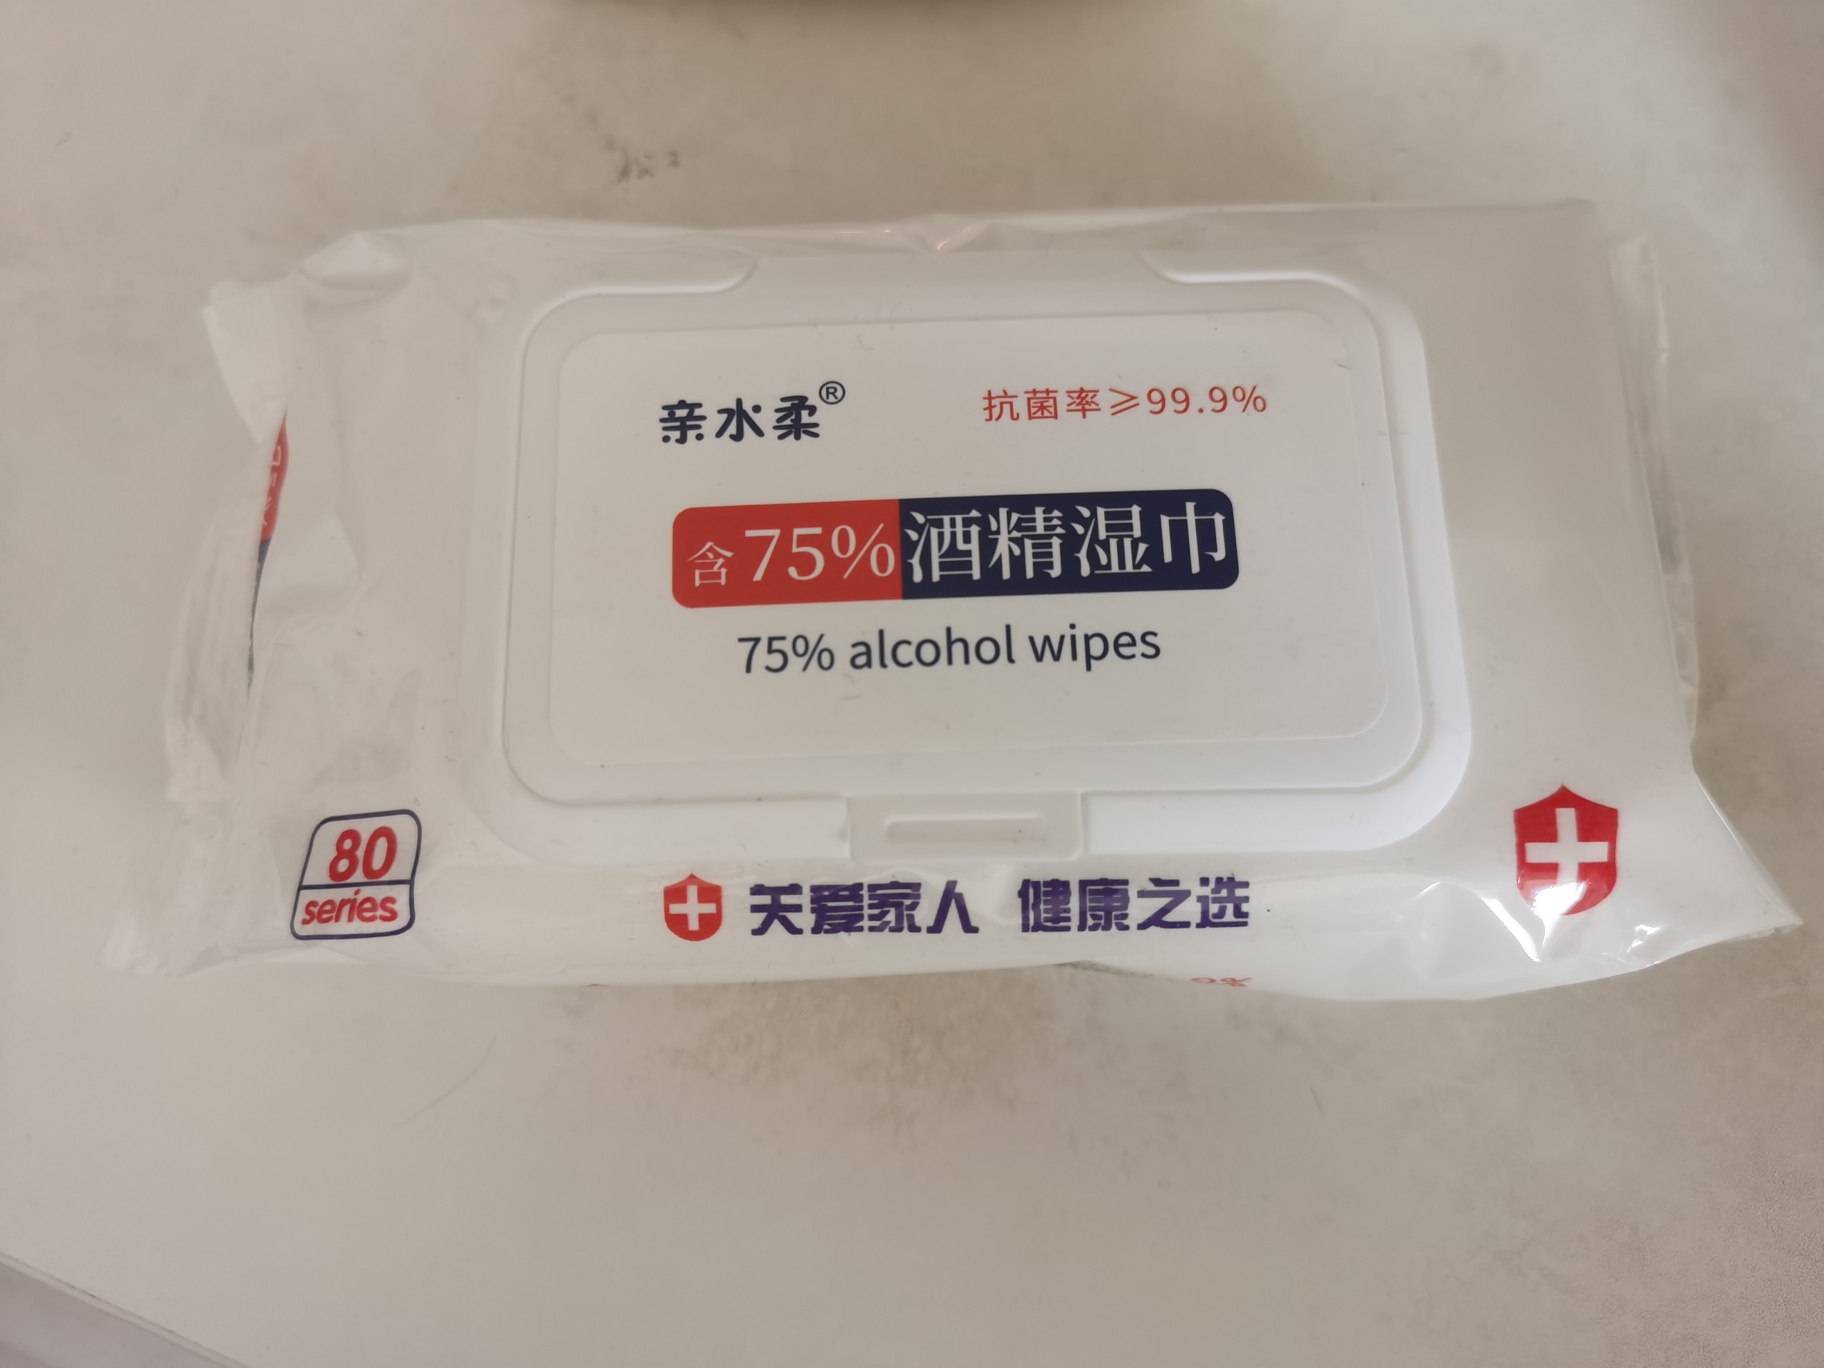 亲水柔®
抗菌率≥99.9%
含75%酒精湿巾
75% alcohol wipes
80
series
关爱家人 健康之选